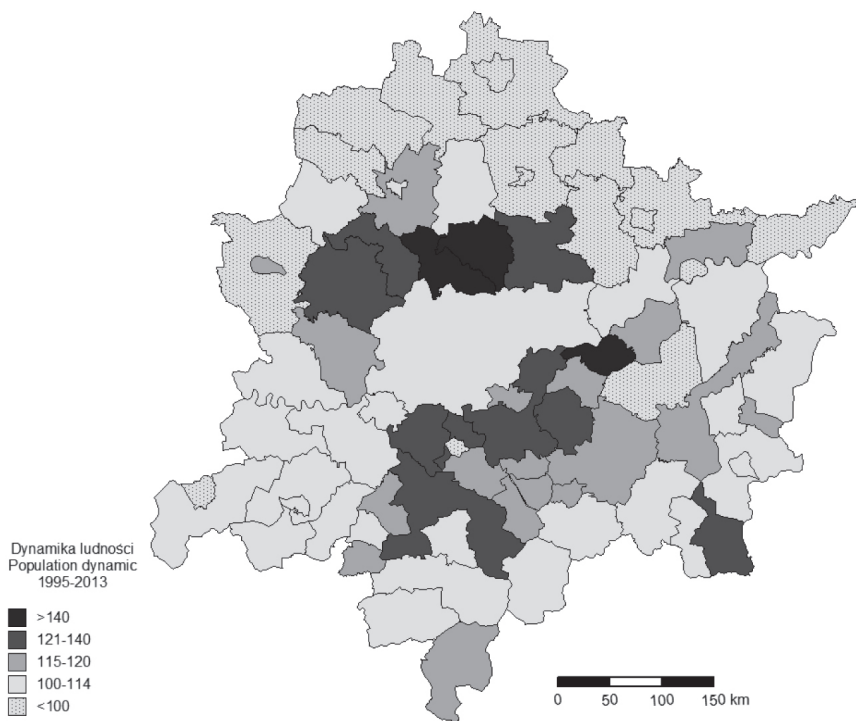 Dynamika ludności
Population dynamic
1995-2013
>140
121-140
115-120
100-114
<100
0 50 100 150 km